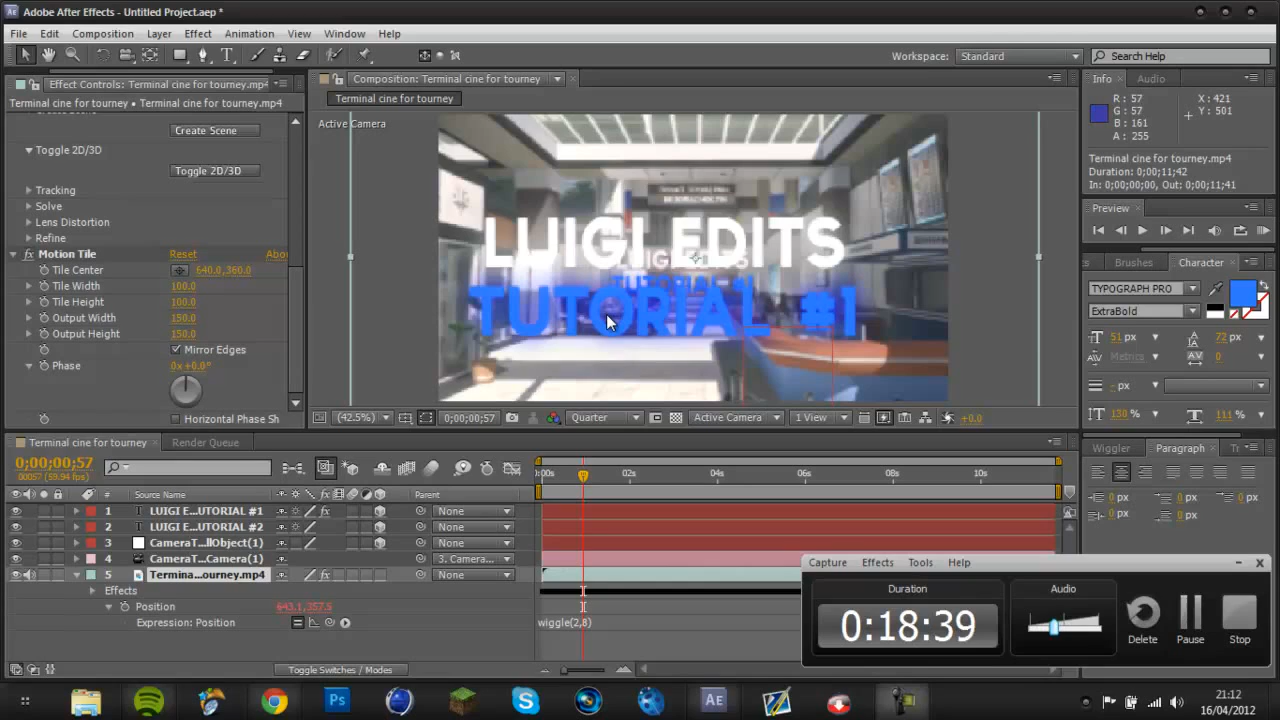 Adobe After Effects - Untitled Project.aep *
File Edit Composition Layer Effect Animation View Window Help
Workspace: Standard Search Help
Effect Controls: Terminal cine for tourney.mp4
Composition: Terminal cine for tourney
Info Audio
Terminal cine for tourney • Terminal cine for tourney.mp4
Terminal cine for tourney
R: 57 X: 421
G: 57 Y: 501
B: 161
A: 255
Create Scene
Active Camera
Toggle 2D/3D
Toggle 2D/3D
Terminal cine for tourney.mp4
Duration: 0;00;11;42
In: 0;00;00;00, Out: 0;00;11;41
Tracking
Solve
Lens Distortion
Refine
Preview
LUIGI EDITS
TUTORIAL #1
fx Motion Tile Reset Abou
Tile Center 640.0,360.0
Tile Width 100.0
Tile Height 100.0
Output Width 150.0
Output Height 150.0
Mirror Edges
Phase 0x+0.0°
Horizontal Phase Sh
Brushes Character
TYPOGRAPH PRO
ExtraBold
51 px 72 px
Metrics 0
- px
130 % 111 %
(42.5%) 0;00;00;57 Quarter Active Camera 1 View +0.0
Terminal cine for tourney Render Queue
Wiggler Paragraph Tr
0 px 0 px 0 px
0 px 0 px
0;00;00;57
00057 (59.94 fps)
0:00s 02s 04s 06s 08s 10s
# Source Name Parent
1 T LUIGI E...UTORIAL #1 fx None
2 T LUIGI E...UTORIAL #2 None
3 CameraT...llObject(1) None
4 CameraT...Camera(1) 3. Camera...
5 Termina...ourney.mp4 fx None
Effects
Position 643.1,357.5
Expression: Position wiggle(2,8)
Toggle Switches / Modes
Capture Effects Tools Help
Duration Audio
0:18:39
Delete Pause Stop
Ps Ae
21:12
16/04/2012